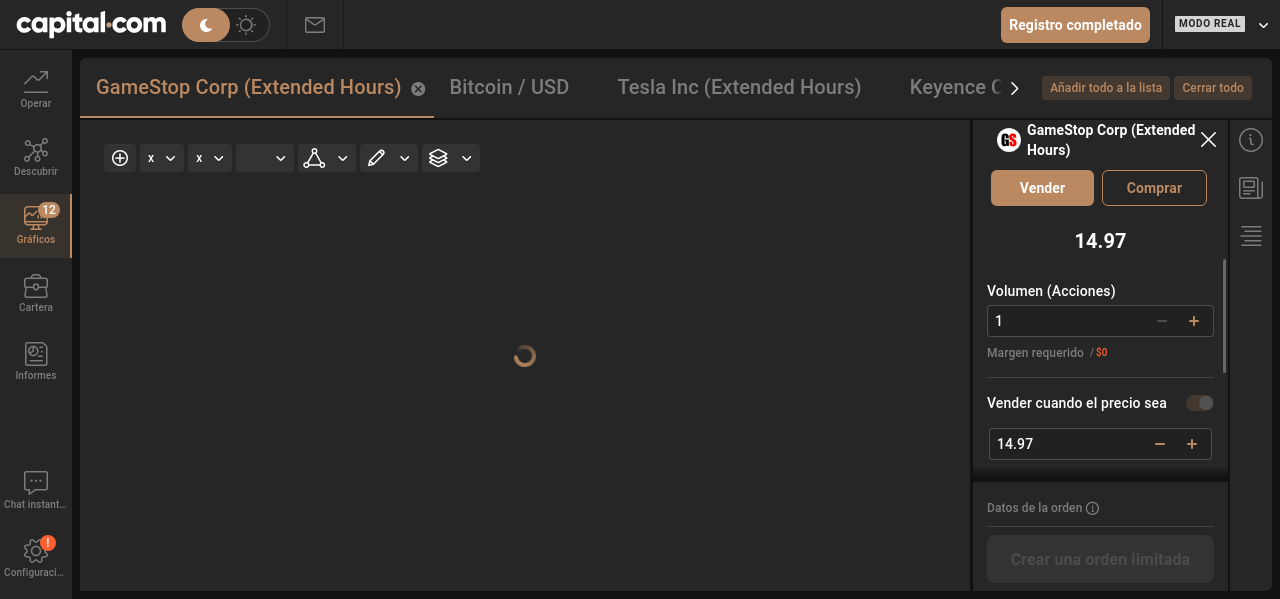 capital.com
Registro completado
MODO REAL
Operar
Descubrir
12
Gráficos
Cartera
Informes
Chat instant...
!
Configuraci...
GameStop Corp (Extended Hours)
Bitcoin / USD
Tesla Inc (Extended Hours)
Keyence C
Añadir todo a la lista
Cerrar todo
x
x
GS
GameStop Corp (Extended
Hours)
Vender
Comprar
14.97
Volumen (Acciones)
1
Margen requerido / $0
Vender cuando el precio sea
14.97
Datos de la orden
Crear una orden limitada